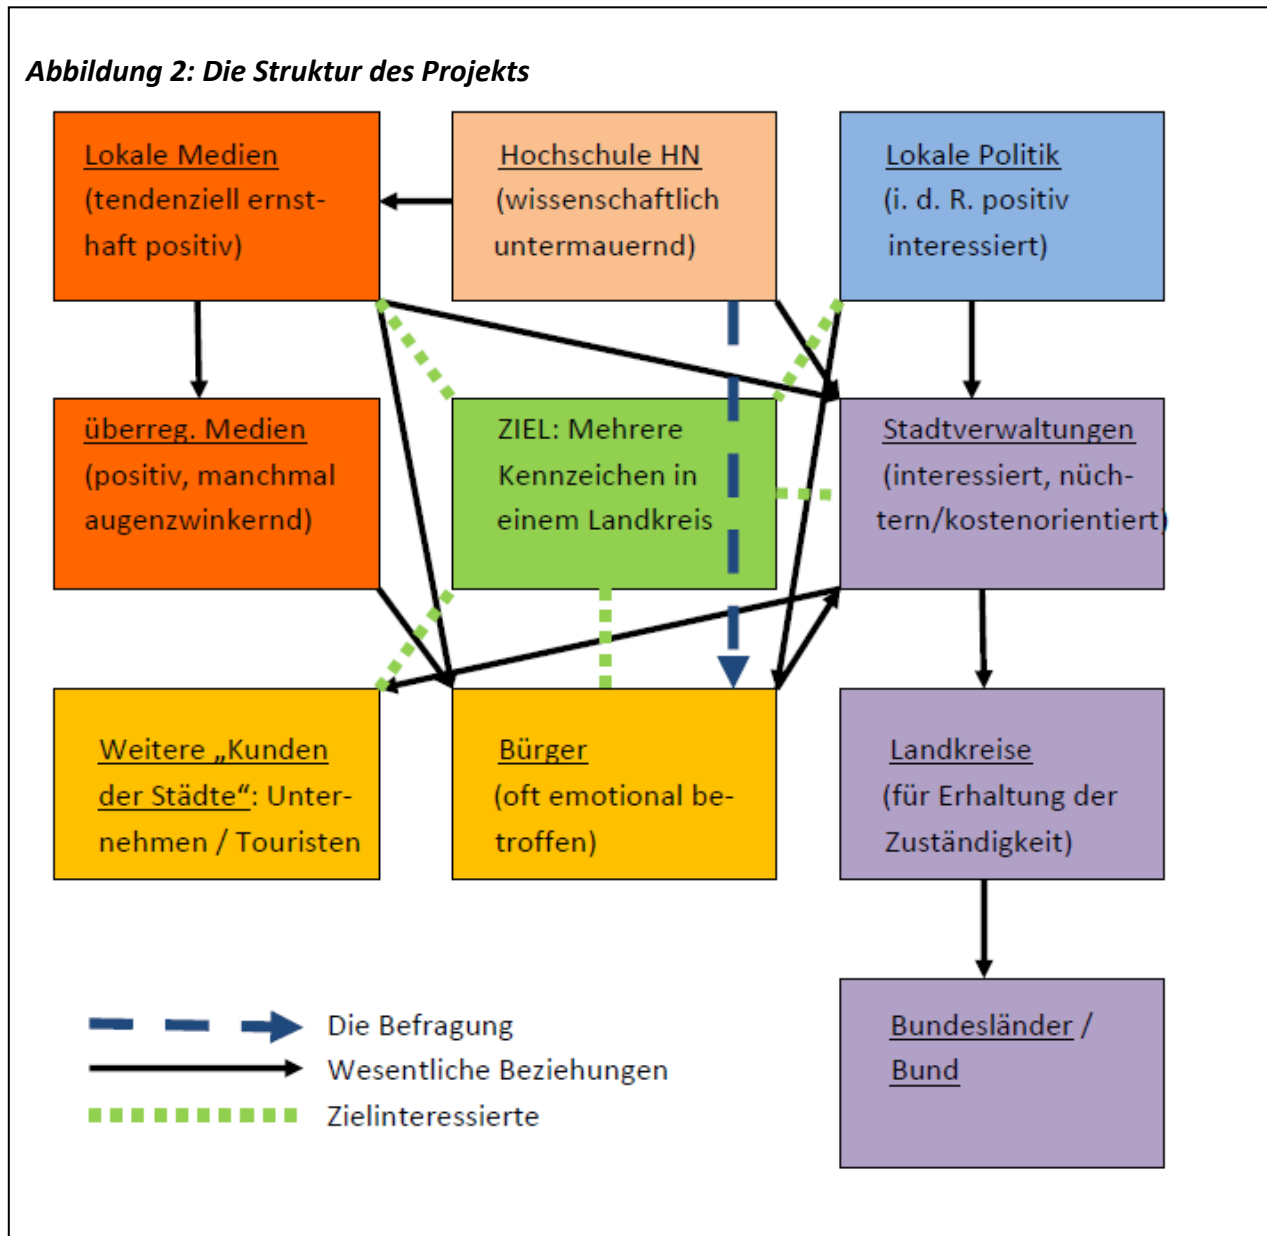 Abbildung 2: Die Struktur des Projekts
Lokale Medien
(tendenziell ernst-
haft positiv)
Hochschule HN
(wissenschaftlich
untermauernd)
Lokale Politik
(i. d. R. positiv
interessiert)
überreg. Medien
(positiv, manchmal
augenzwinkernd)
ZIEL: Mehrere
Kennzeichen in
einem Landkreis
Stadtverwaltungen
(interessiert, nüch-
tern/kostenorientiert)
Weitere „Kunden
der Städte“: Unter-
nehmen / Touristen
Bürger
(oft emotional be-
troffen)
Landkreise
(für Erhaltung der
Zuständigkeit)
Bundesländer /
Bund
Die Befragung
Wesentliche Beziehungen
Zielinteressierte